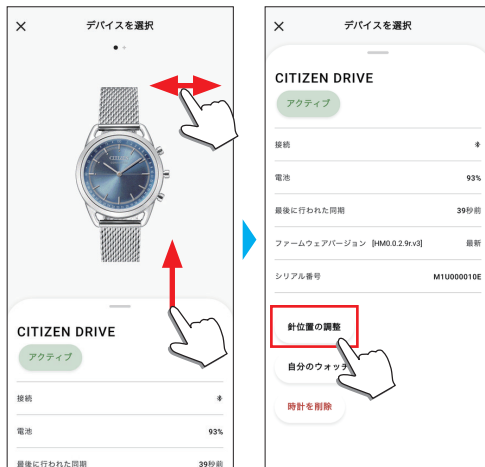 デバイスを選択
CITIZEN
CITIZEN DRIVE
アクティブ
接続
電池 93%
最後に行われた同期 39秒前
デバイスを選択
CITIZEN DRIVE
アクティブ
接続
電池 93%
最後に行われた同期 39秒前
ファームウェアバージョン [HM0.0.2.9r.v3] 最新
シリアル番号 M1U000010E
針位置の調整
自分のウォッチ
時計を削除